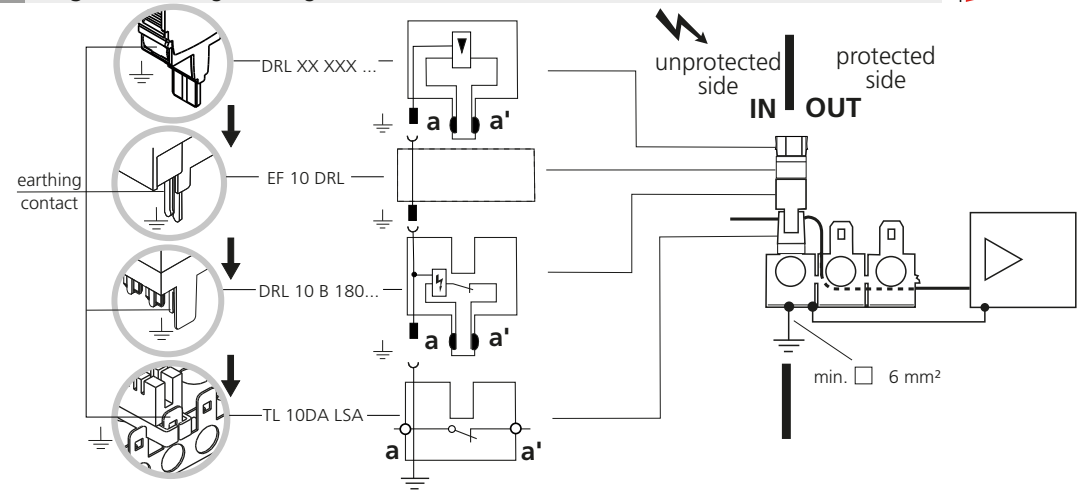 DRL XX XXX ...
a
a'
EF 10 DRL
earthing
contact
DRL 10 B 180...
a
a'
TL 10DA LSA
a
a'
unprotected
side
protected
side
IN
OUT
min. □ 6 mm²